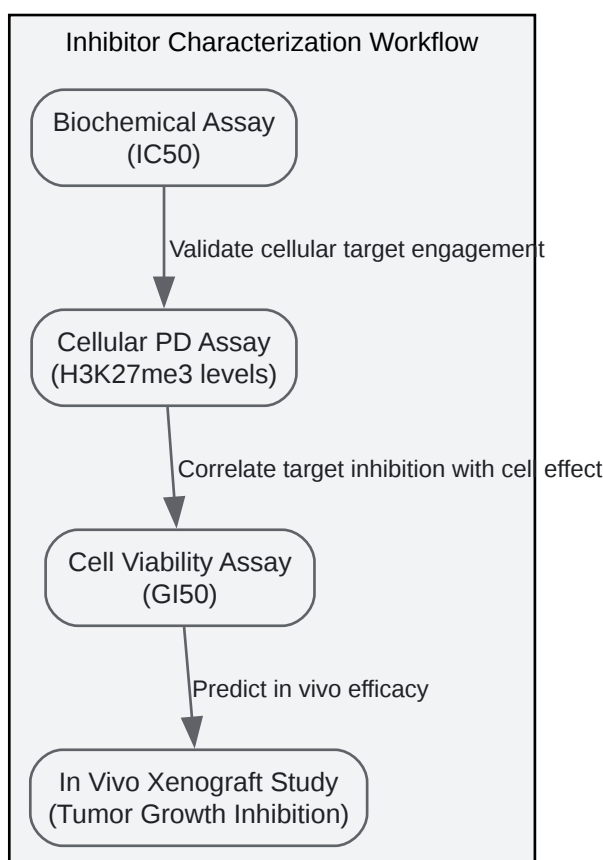 Inhibitor Characterization Workflow
Biochemical Assay
(IC50)
Validate cellular target engagement
Cellular PD Assay
(H3K27me3 levels)
Correlate target inhibition with cell effect
Cell Viability Assay
(GI50)
Predict in vivo efficacy
In Vivo Xenograft Study
(Tumor Growth Inhibition)